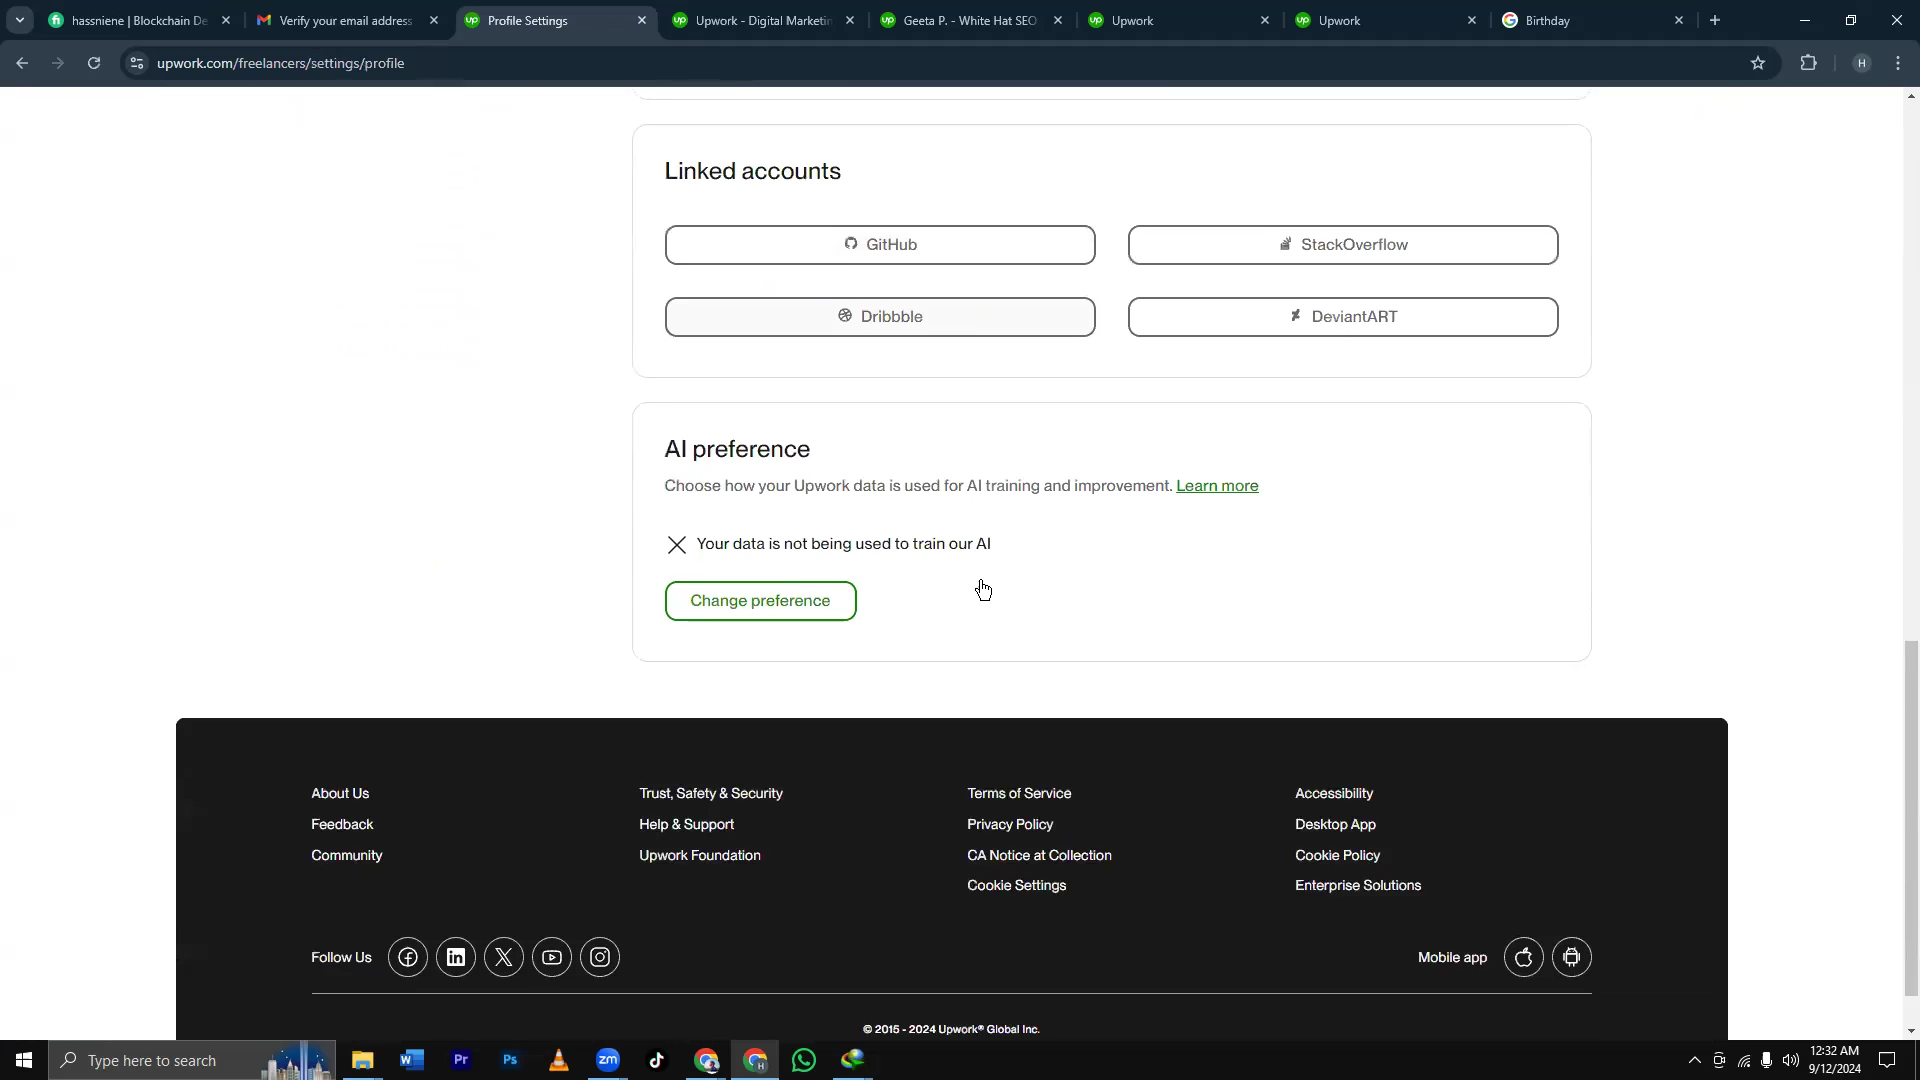 hassniene | Blockchain De
Verify your email address
Profile Settings
Upwork - Digital Marketin
Geeta P. - White Hat SEO
Upwork
Upwork
Birthday
upwork.com/freelancers/settings/profile
H
Linked accounts
GitHub
StackOverflow
Dribbble
DeviantART
AI preference
Choose how your Upwork data is used for AI training and improvement. Learn more
Your data is not being used to train our AI
Change preference
About Us
Trust, Safety & Security
Terms of Service
Accessibility
Feedback
Help & Support
Privacy Policy
Desktop App
Community
Upwork Foundation
CA Notice at Collection
Cookie Policy
Cookie Settings
Enterprise Solutions
Follow Us
Mobile app
© 2015 - 2024 Upwork® Global Inc.
Type here to search
12:32 AM
9/12/2024